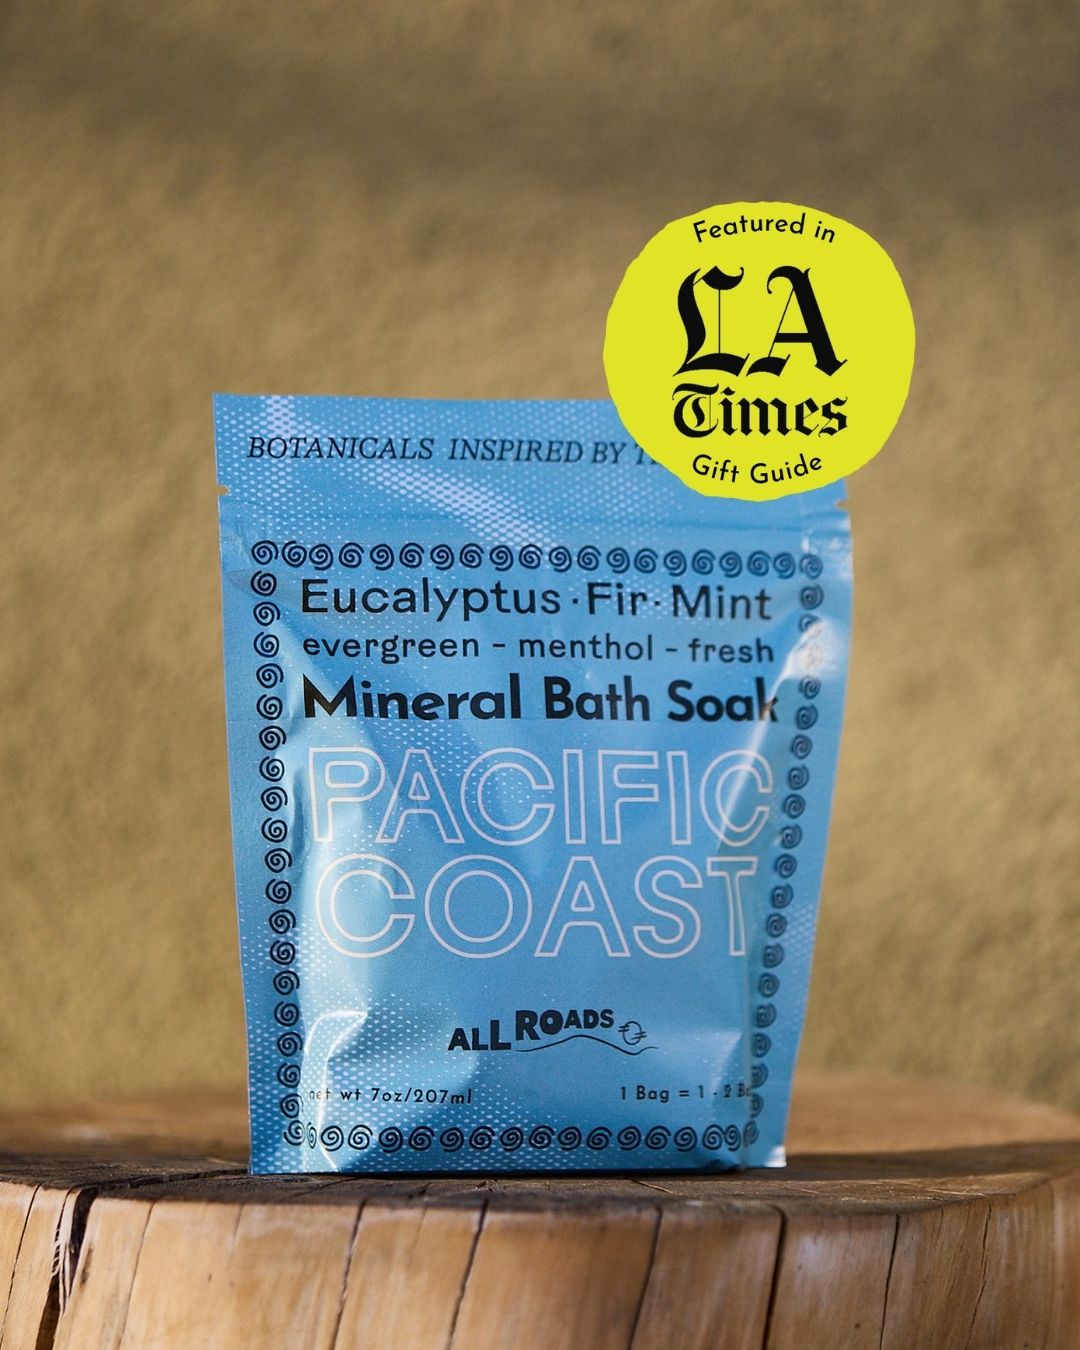 Featured in
LA
Times
Gift Guide
BOTANICALS INSPIRED BY
Eucalyptus · Fir · Mint
evergreen - menthol - fresh
Mineral Bath Soak
PACIFIC
COAST
ALL ROADS
net wt 7oz/207ml
1 Bag = 1 - 2